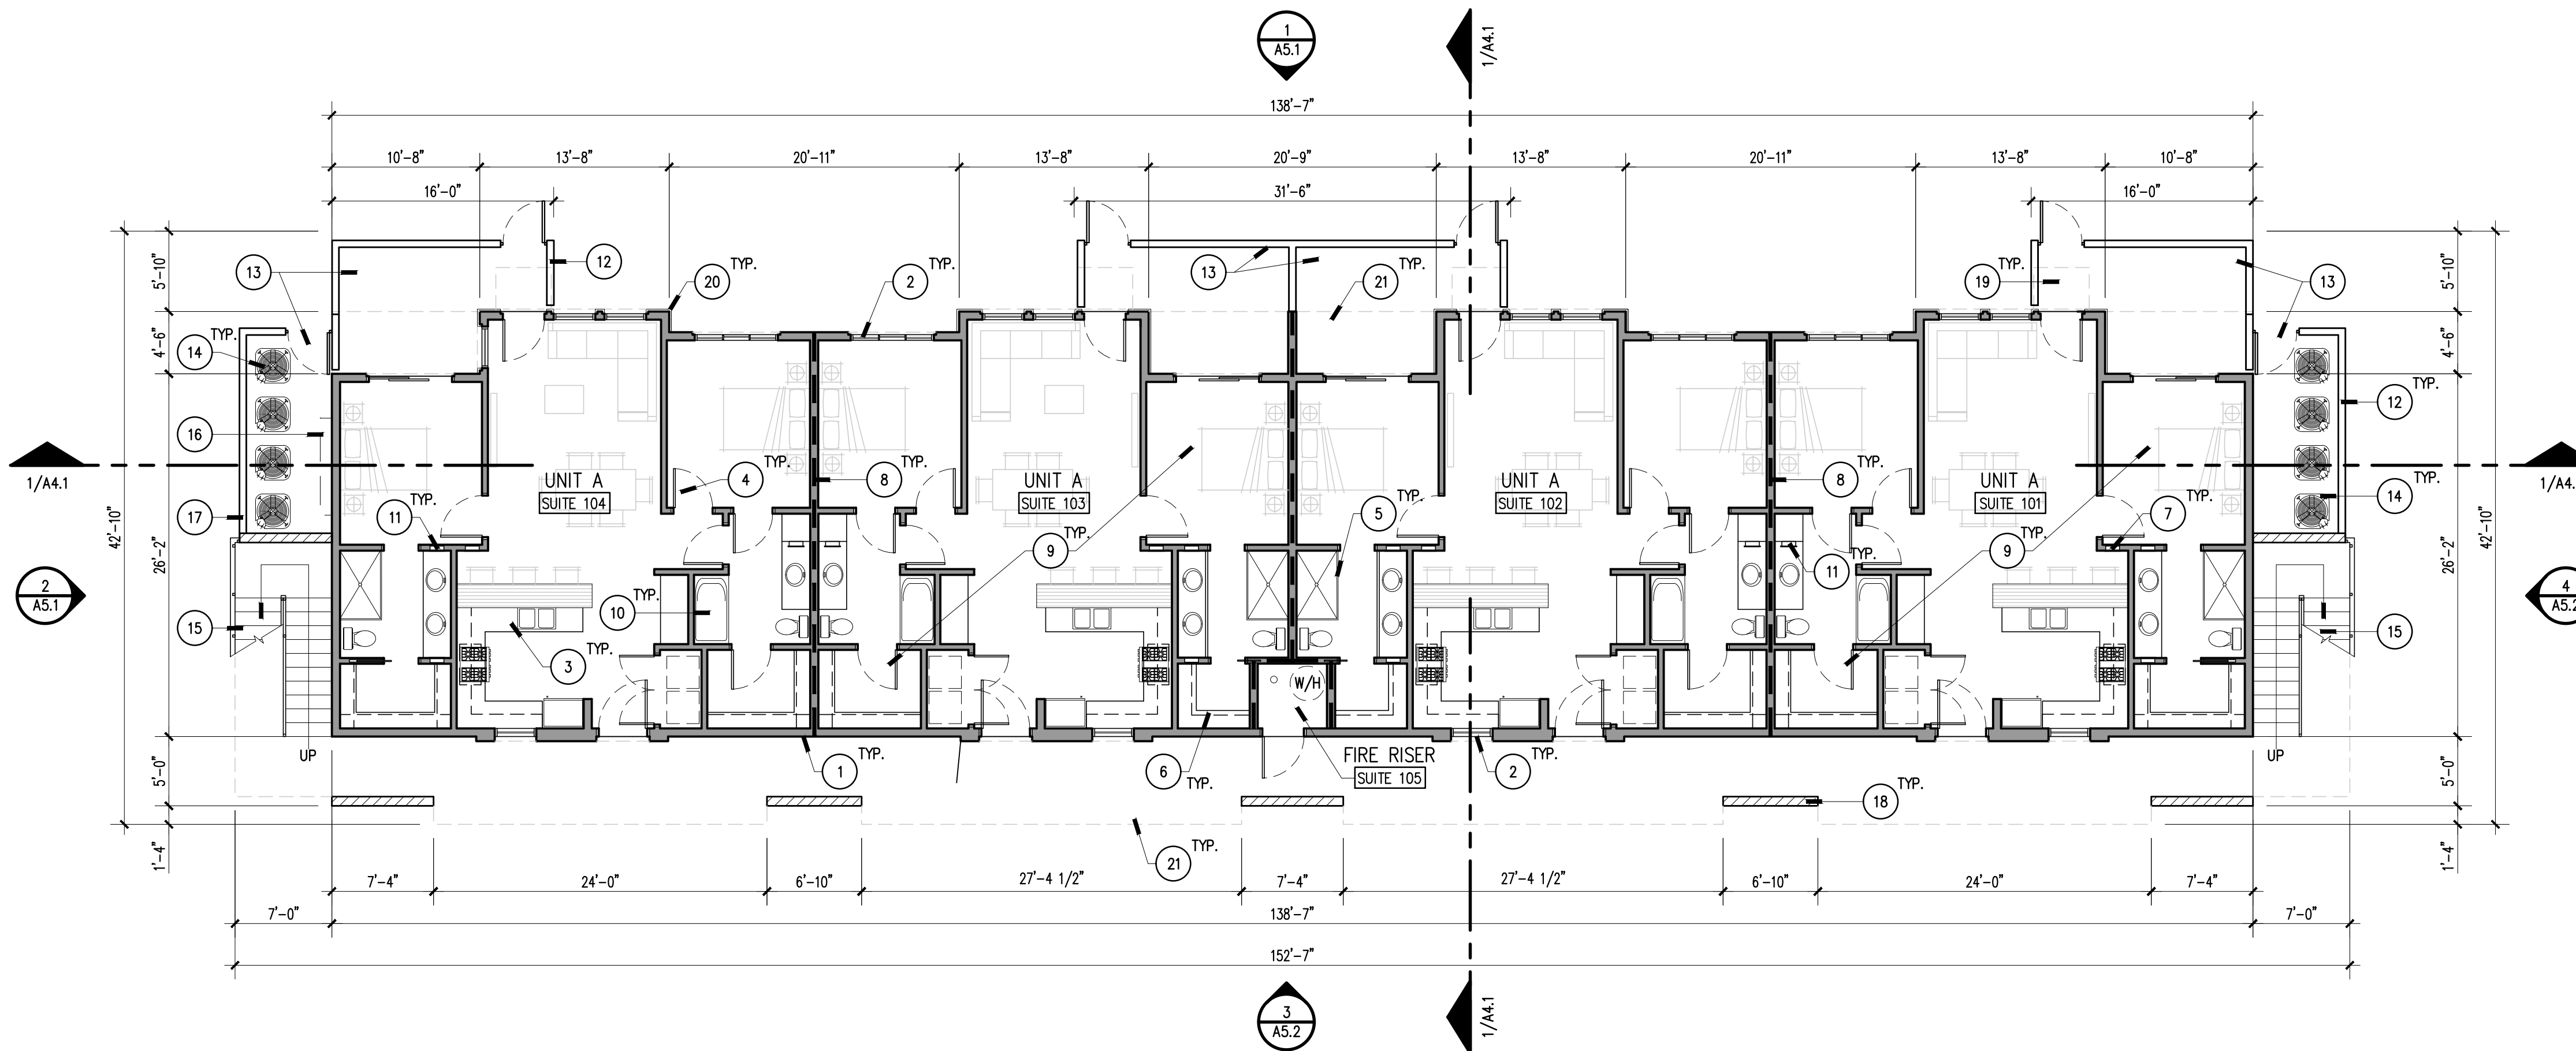 1
A5.1
1/A4.1
138'-7"
10'-8"
13'-8"
20'-11"
13'-8"
20'-9"
13'-8"
20'-11"
13'-8"
10'-8"
16'-0"
31'-6"
16'-0"
13
12
TYP.
20
TYP.
2
13
TYP.
21
TYP.
19
13
5'-10"
4'-6"
26'-2"
42'-10"
5'-0"
1'-4"
5'-10"
4'-6"
26'-2"
42'-10"
5'-0"
1'-4"
TYP.
14
16
17
TYP.
11
15
UP
1/A4.1
2
A5.1
UNIT A
SUITE 104
TYP.
4
TYP.
8
UNIT A
SUITE 103
TYP.
9
TYP.
5
UNIT A
SUITE 102
TYP.
8
UNIT A
SUITE 101
TYP.
9
TYP.
7
TYP.
12
TYP.
14
1/A4.
4
A5.2
15
UP
TYP.
11
TYP.
10
TYP.
3
W/H
TYP.
1
6
TYP.
FIRE RISER
SUITE 105
TYP.
2
TYP.
18
TYP.
21
7'-4"
24'-0"
6'-10"
27'-4 1/2"
7'-4"
27'-4 1/2"
6'-10"
24'-0"
7'-4"
7'-0"
138'-7"
7'-0"
152'-7"
3
A5.2
1/A4.1